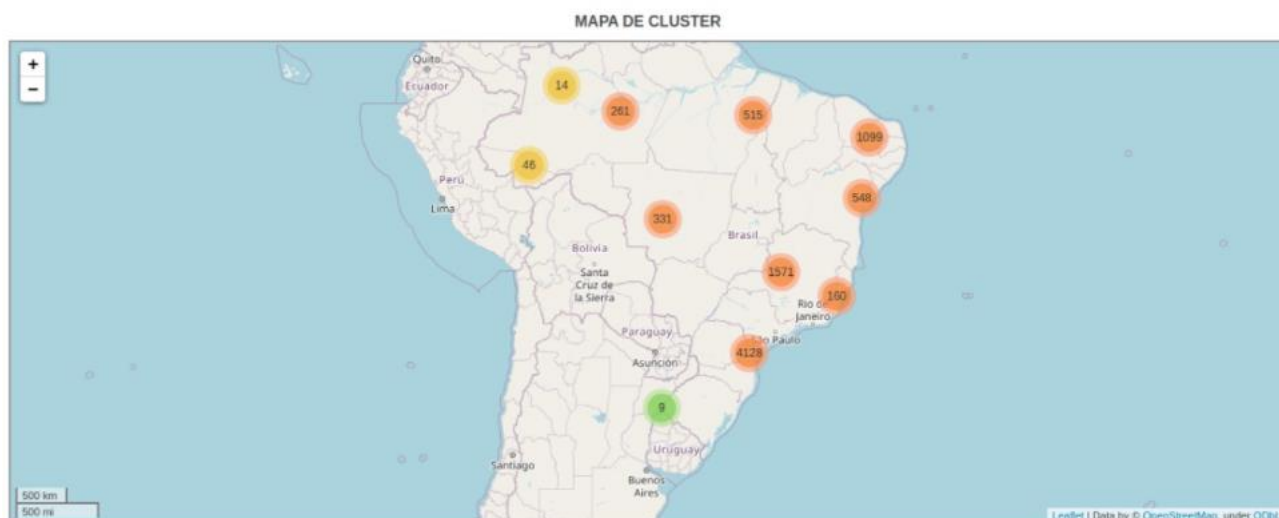 MAPA DE CLUSTER
+
−
Quito
Ecuador
14
261
515
1099
46
Perú
Lima
548
331
Brasil
Bolivia
Santa
Cruz de
la Sierra
1571
160
Rio de
Janeiro
Paraguay
São Paulo
4128
Asunción
9
Uruguay
Santiago
Buenos
Aires
500 km
500 mi
Leaflet | Data by © OpenStreetMap, under ODbL